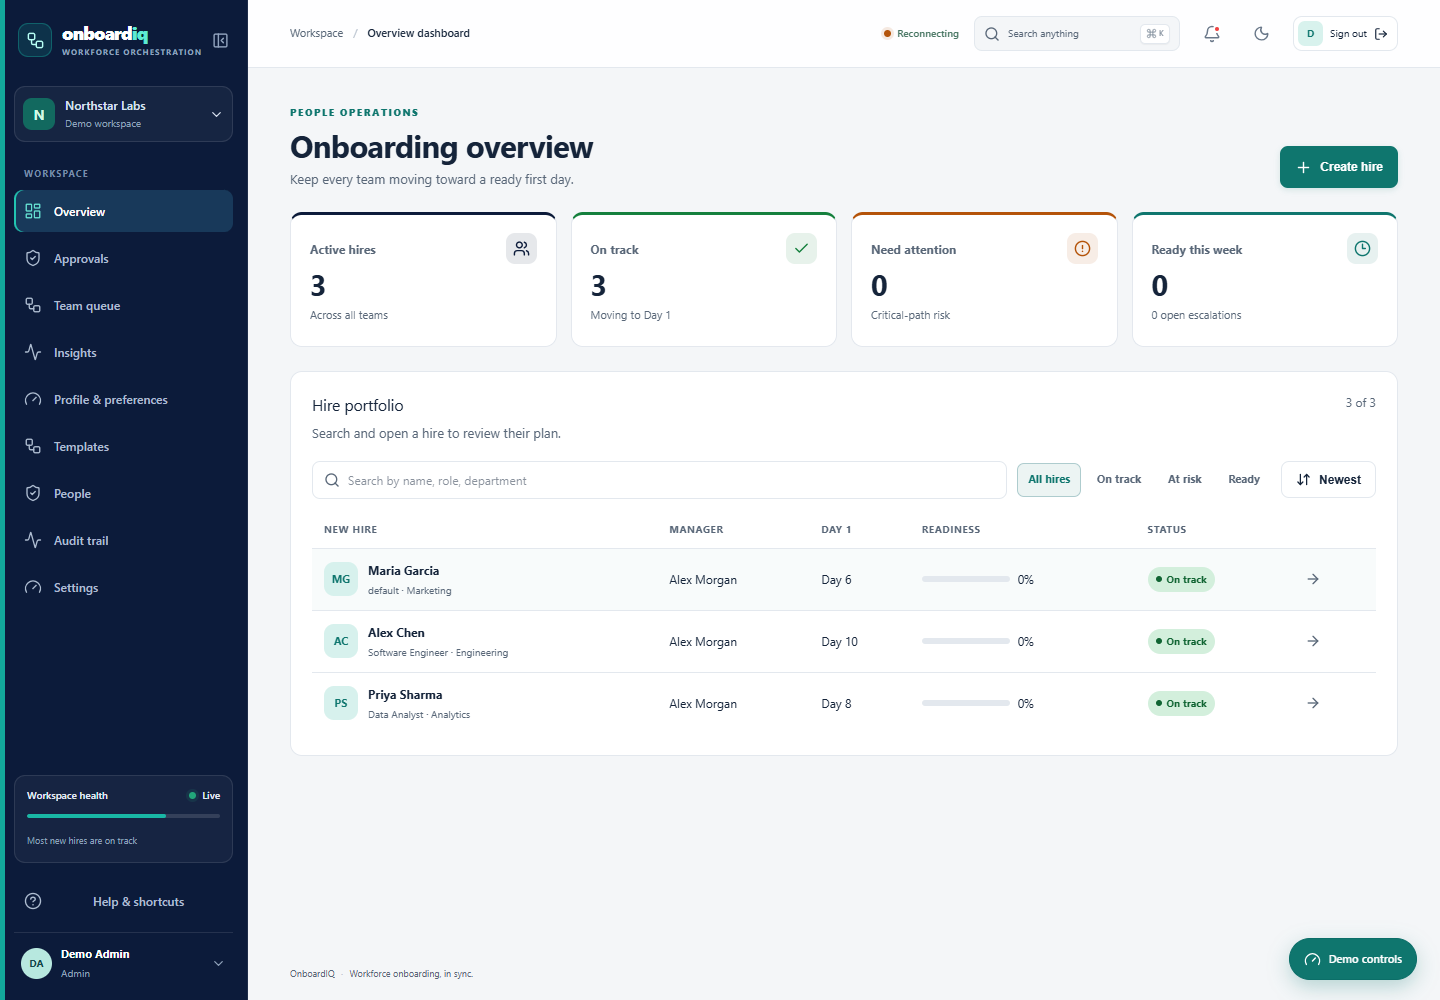 onboardiq
WORKFORCE ORCHESTRATION
N
Northstar Labs
Demo workspace
WORKSPACE
Overview
Approvals
Team queue
Insights
Profile & preferences
Templates
People
Audit trail
Settings
Workspace health
Live
Most new hires are on track
Help & shortcuts
DA
Demo Admin
Admin
Workspace / Overview dashboard
Reconnecting
Search anything
⌘ K
D
Sign out
PEOPLE OPERATIONS
Onboarding overview
Keep every team moving toward a ready first day.
Create hire
Active hires
3
Across all teams
On track
3
Moving to Day 1
Need attention
0
Critical-path risk
Ready this week
0
0 open escalations
Hire portfolio
3 of 3
Search and open a hire to review their plan.
Search by name, role, department
All hires
On track
At risk
Ready
Newest
NEW HIRE MANAGER DAY 1 READINESS STATUS
MG
Maria Garcia
default · Marketing
Alex Morgan
Day 6
0%
On track
AC
Alex Chen
Software Engineer · Engineering
Alex Morgan
Day 10
0%
On track
PS
Priya Sharma
Data Analyst · Analytics
Alex Morgan
Day 8
0%
On track
OnboardIQ · Workforce onboarding, in sync.
Demo controls